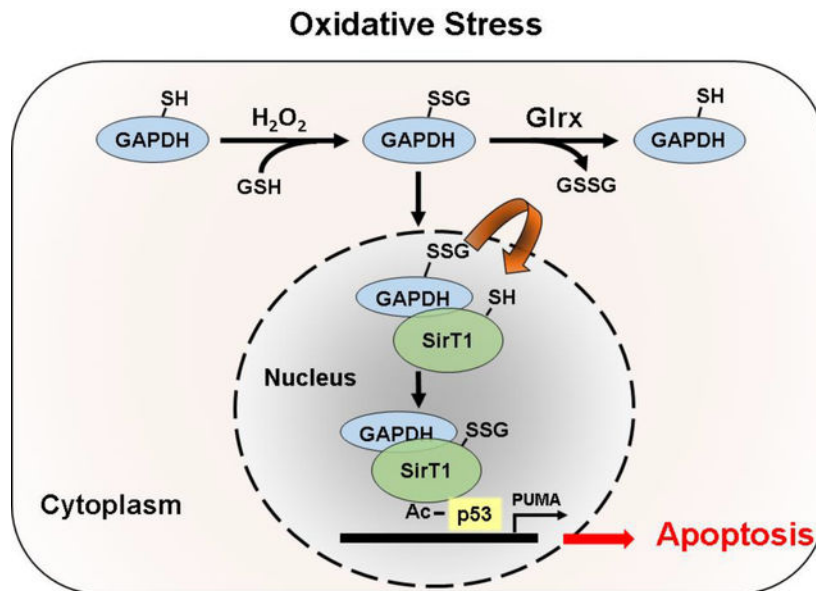 Oxidative Stress
SH
GAPDH
H₂O₂
GSH
SSG
GAPDH
Glrx
GSSG
SH
GAPDH
SSG
GAPDH
SH
SirT1
Nucleus
GAPDH
SSG
SirT1
Cytoplasm
Ac
p53
PUMA
Apoptosis